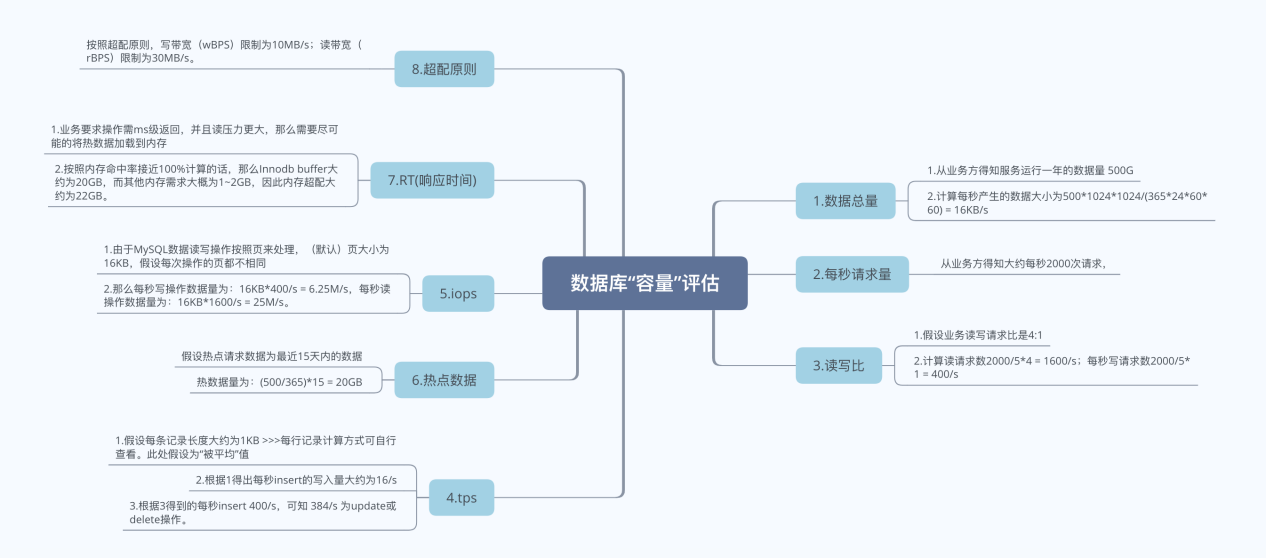 数据库“容量”评估
1.数据总量
1.从业务方得知服务运行一年的数据量 500G
2.计算每秒产生的数据大小为500*1024*1024/(365*24*60*
60) = 16KB/s
2.每秒请求量
从业务方得知大约每秒2000次请求，
3.读写比
1.假设业务读写请求比是4:1
2.计算读请求数2000/5*4 = 1600/s；每秒写请求数2000/5*
1 = 400/s
8.超配原则
按照超配原则，写带宽（wBPS）限制为10MB/s；读带宽（
rBPS）限制为30MB/s。
7.RT(响应时间)
1.业务要求操作需ms级返回，并且读压力更大，那么需要尽可
能的将热数据加载到内存
2.按照内存命中率接近100%计算的话，那么Innodb buffer大
约为20GB，而其他内存需求大概为1~2GB，因此内存超配大
约为22GB。
5.iops
1.由于MySQL数据读写操作按照页来处理，（默认）页大小为
16KB，假设每次操作的页都不相同
2.那么每秒写操作数据量为：16KB*400/s = 6.25M/s，每秒读
操作数据量为：16KB*1600/s = 25M/s。
6.热点数据
假设热点请求数据为最近15天内的数据
热数据量为：(500/365)*15 = 20GB
4.tps
1.假设每条记录长度大约为1KB >>>每行记录计算方式可自行
查看。此处假设为“被平均”值
2.根据1得出每秒insert的写入量大约为16/s
3.根据3得到的每秒insert 400/s，可知 384/s 为update或
delete操作。